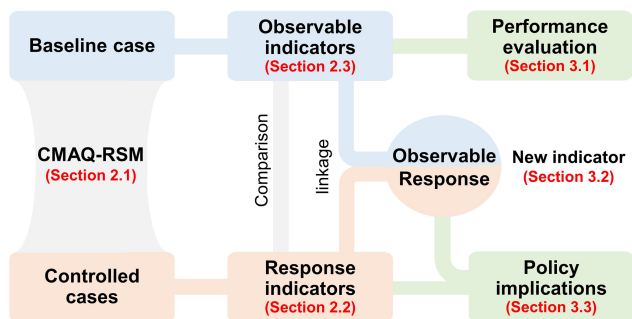 Baseline case
Observable
indicators
(Section 2.3)
Performance
evaluation
(Section 3.1)
CMAQ-RSM
(Section 2.1)
Comparison
linkage
Observable
Response
New indicator
(Section 3.2)
Controlled
cases
Response
indicators
(Section 2.2)
Policy
implications
(Section 3.3)